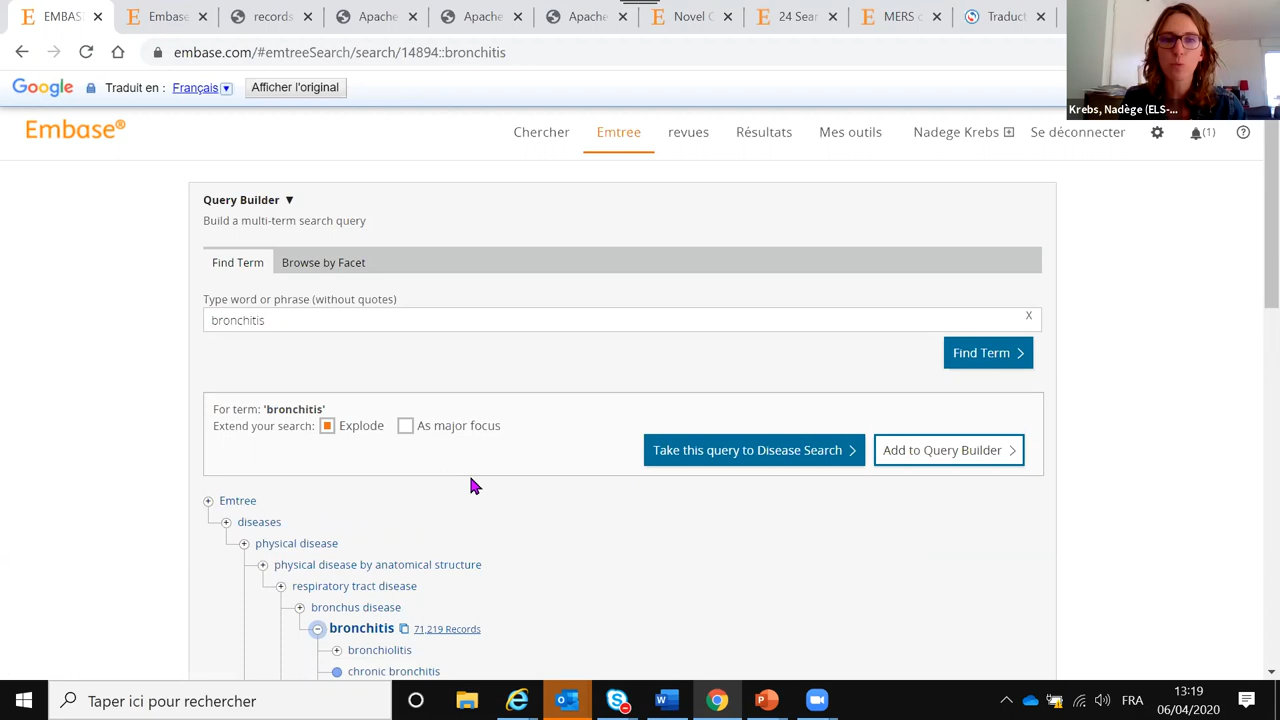 EMBAS
Embase
records
Apache
Apache
Apache
Novel C
24 Sear
MERS c
Traduct
embase.com/#emtreeSearch/search/14894::bronchitis
Google Traduit en : Français Afficher l'original
Krebs, Nadège (ELS-...
Embase®
Chercher
Emtree
revues
Résultats
Mes outils
Nadege Krebs
Se déconnecter
(1)
Query Builder ▼
Build a multi-term search query
Find Term
Browse by Facet
Type word or phrase (without quotes)
bronchitis
X
Find Term
For term: 'bronchitis'
Extend your search: Explode As major focus
Take this query to Disease Search
Add to Query Builder
Emtree
diseases
physical disease
physical disease by anatomical structure
respiratory tract disease
bronchus disease
bronchitis 71,219 Records
bronchiolitis
chronic bronchitis
Taper ici pour rechercher
FRA
13:19
06/04/2020